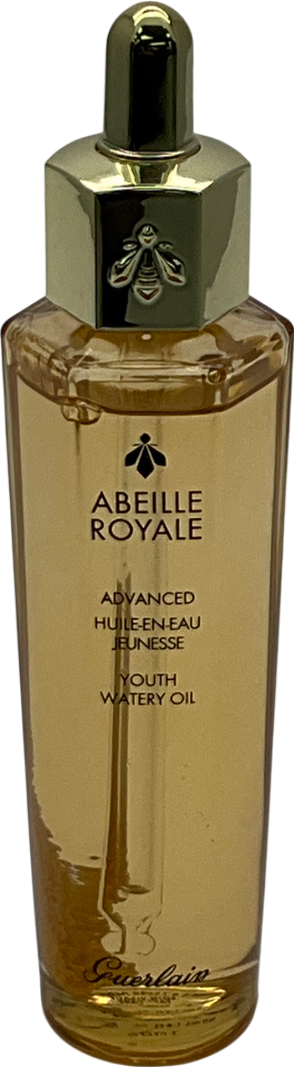 ABEILLE
ROYALE
ADVANCED
HUILE-EN-EAU
JEUNESSE
YOUTH
WATERY OIL
Guerlain